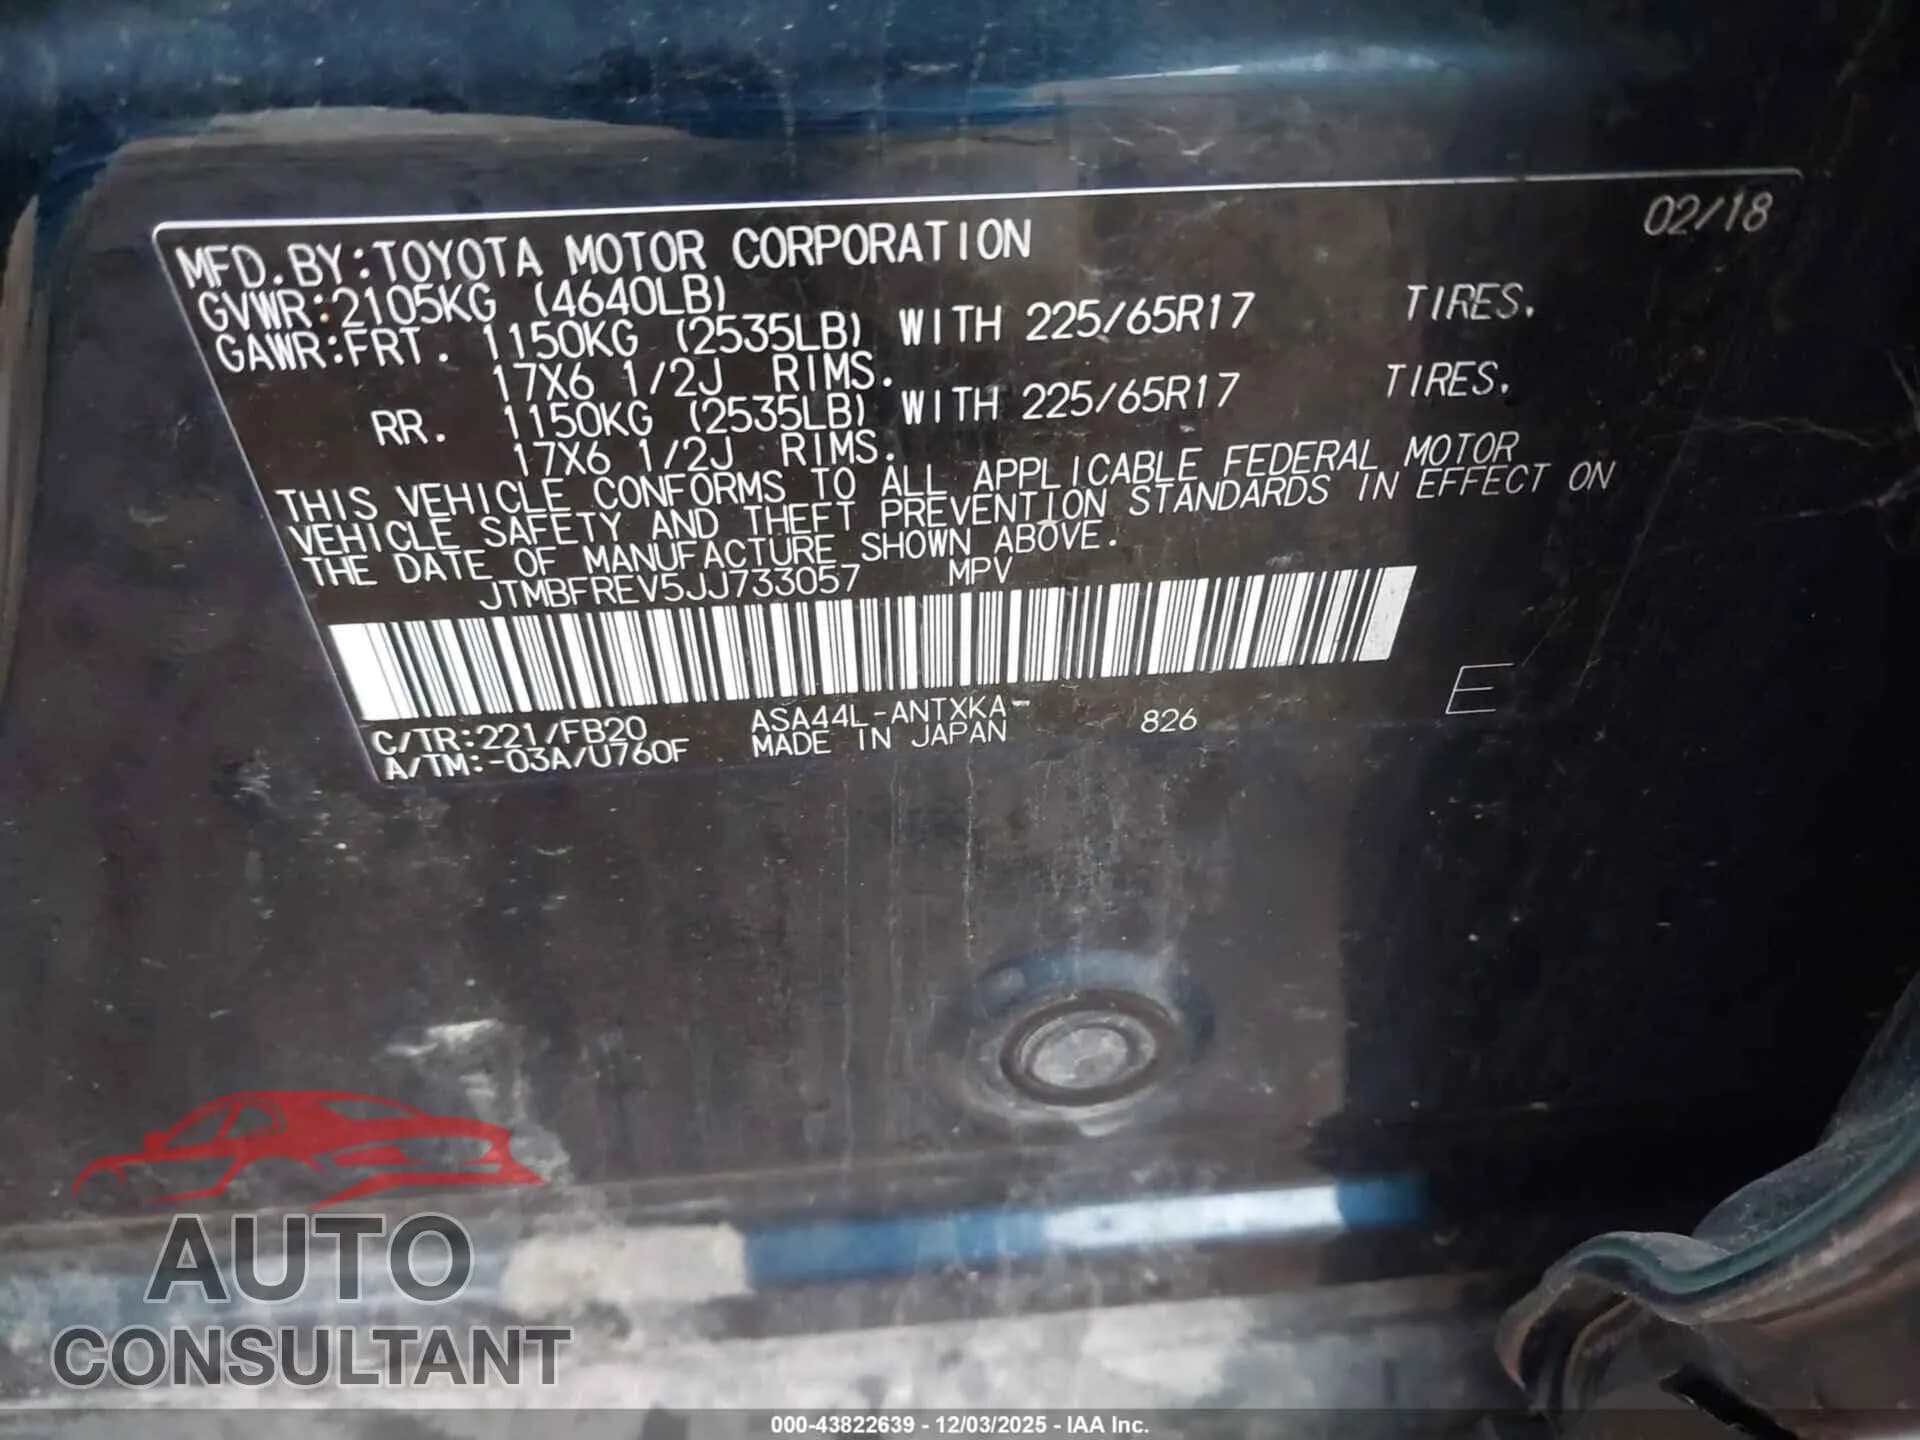 02/18
MFD.BY:TOYOTA MOTOR CORPORATION
GVWR:2105KG (4640LB)
GAWR:FRT. 1150KG (2535LB) WITH 225/65R17 TIRES.
17X6 1/2J RIMS.
RR. 1150KG (2535LB) WITH 225/65R17 TIRES.
17X6 1/2J RIMS.
THIS VEHICLE CONFORMS TO ALL APPLICABLE FEDERAL MOTOR
VEHICLE SAFETY AND THEFT PREVENTION STANDARDS IN EFFECT ON
THE DATE OF MANUFACTURE SHOWN ABOVE.
JTMBFREV5JJ733057 MPV
E
C/TR:221/FB20 ASA44L-ANTXKA 826
A/TM:-03A/U760F MADE IN JAPAN
AUTO
CONSULTANT
000-43822639 - 12/03/2025 - IAA Inc.